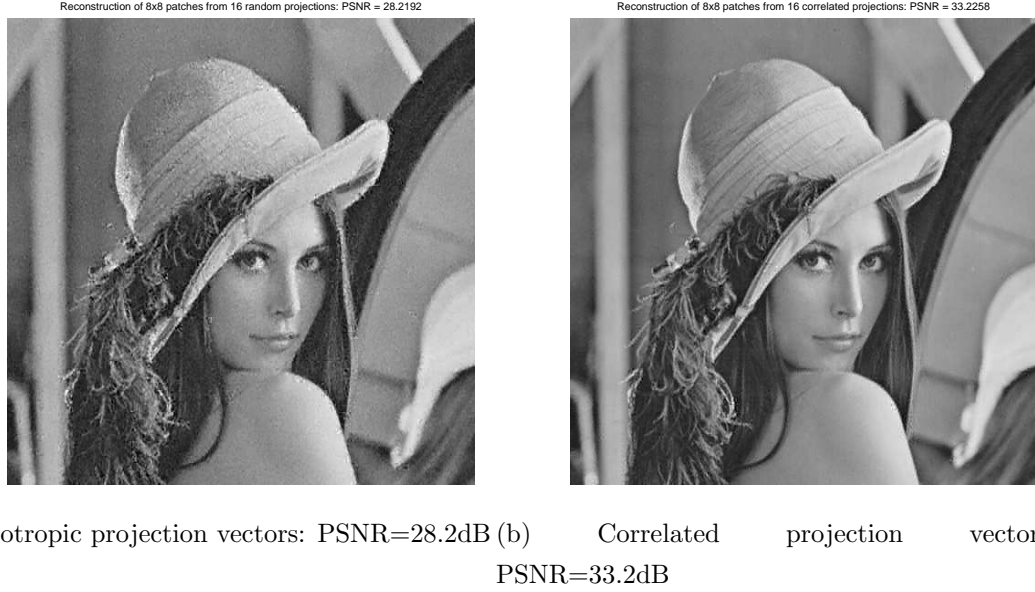 Reconstruction of 8x8 patches from 16 random projections: PSNR = 28.2192
Reconstruction of 8x8 patches from 16 correlated projections: PSNR = 33.2258
otropic projection vectors: PSNR=28.2dB
(b) Correlated projection vector
PSNR=33.2dB